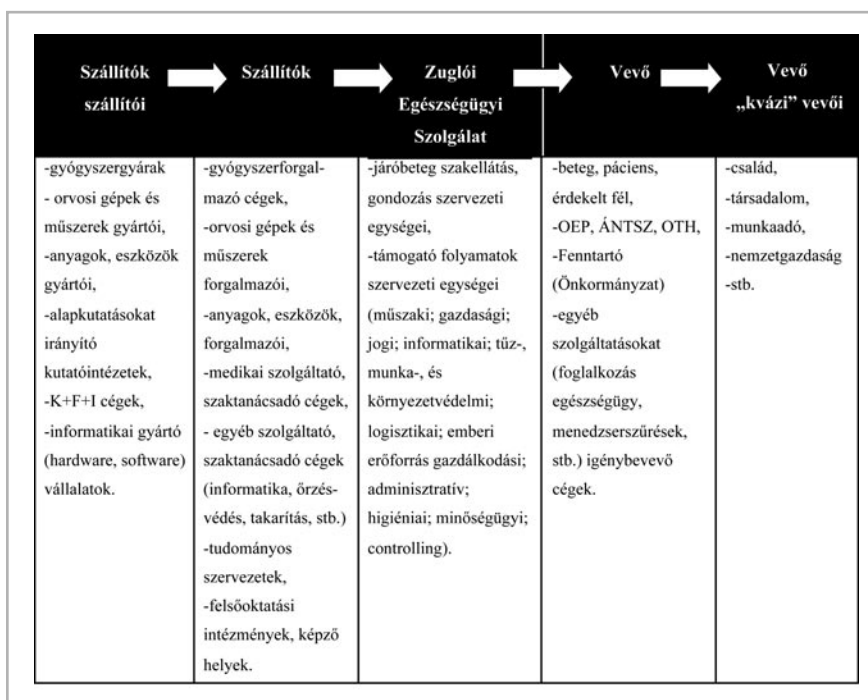 Szállítók
szállítói
Szállítók
Zuglói
Egészségügyi
Szolgálat
Vevő
Vevő
„kvázi” vevői
-gyógyszergyárak
- orvosi gépek és
műszerek gyártói,
-anyagok, eszközök
gyártói,
-alapkutatásokat
irányító
kutatóintézetek,
-K+F+I cégek,
-informatikai gyártó
(hardware, software)
vállalatok.
-gyógyszerforgal-
mazó cégek,
-orvosi gépek és
műszerek
forgalmazói,
-anyagok, eszközök,
forgalmazói,
-medikai szolgáltató,
szaktanácsadó cégek,
- egyéb szolgáltató,
szaktanácsadó cégek
(informatika, őrzés-
védés, takarítás, stb.)
-tudományos
szervezetek,
-felsőoktatási
intézmények, képző
helyek.
-járóbeteg szakellátás,
gondozás szervezeti
egységei,
-támogató folyamatok
szervezeti egységei
(műszaki; gazdasági;
jogi; informatikai; tűz-,
munka-, és
környezetvédelmi;
logisztikai; emberi
erőforrás gazdálkodási;
adminisztratív;
higiéniai; minőségügyi;
controlling).
-beteg, páciens,
érdekelt fél,
-OEP, ÁNTSZ, OTH,
-Fenntartó
(Önkormányzat)
-egyéb
szolgáltatásokat
(foglalkozás
egészségügy,
menedzserszűrések,
stb.) igénybevevő
cégek.
-család,
-társadalom,
-munkaadó,
-nemzetgazdaság
-stb.